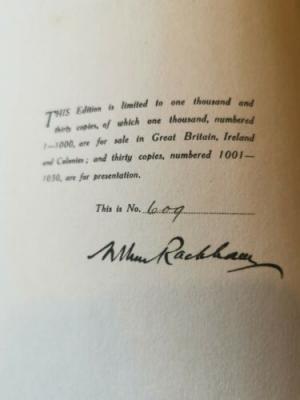 THIS Edition is limited to one thousand and
thirty copies, of which one thousand, numbered
1—1000, are for sale in Great Britain, Ireland
and Colonies; and thirty copies, numbered 1001—
1030, are for presentation.
This is No. 609
Arthur Rackham